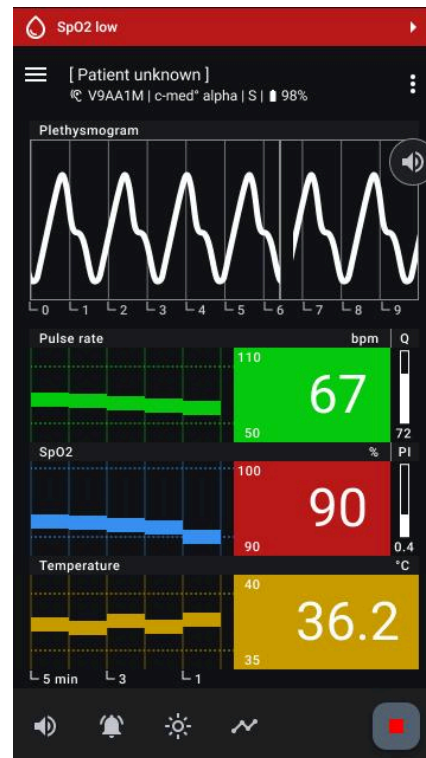 SpO2 low
[ Patient unknown ]
V9AA1M | c-med° alpha | S | 98%
Plethysmogram
0 1 2 3 4 5 6 7 8 9
Pulse rate bpm Q
110
67
50
72
SpO2 % PI
100
90
90
0.4
Temperature °C
40
36.2
35
5 min 3 1